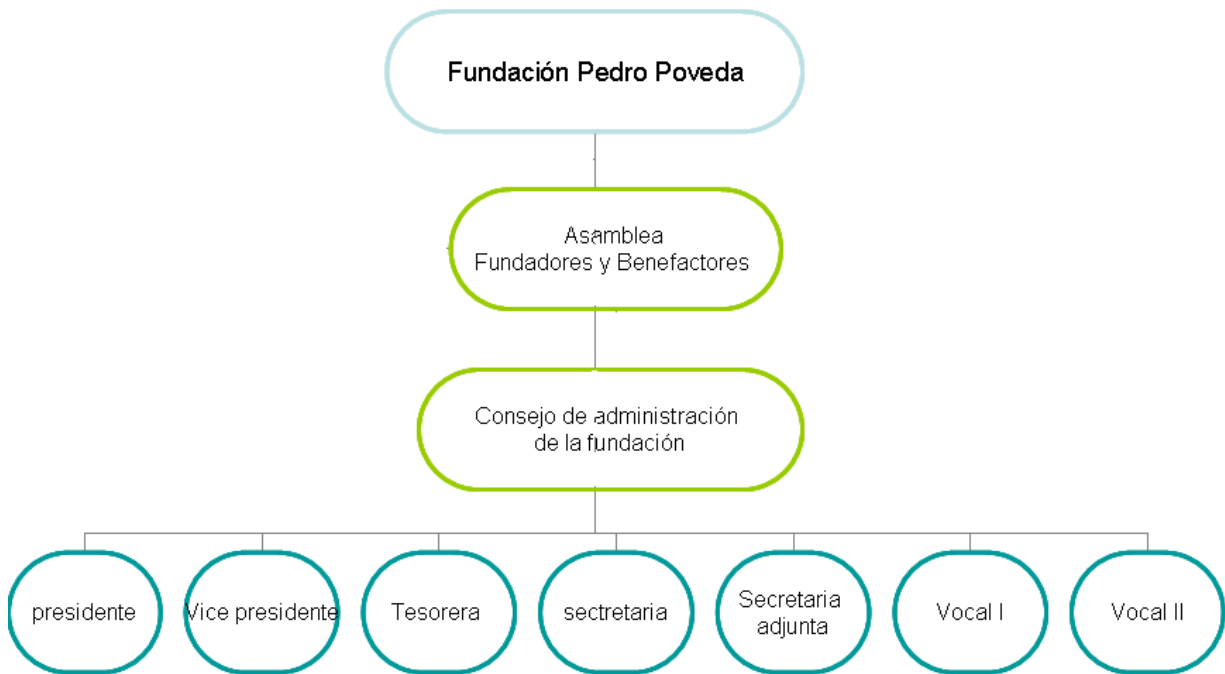 Fundación Pedro Poveda
Asamblea
Fundadores y Benefactores
Consejo de administración
de la fundación
presidente
Vice presidente
Tesorera
sectretaria
Secretaria
adjunta
Vocal I
Vocal II